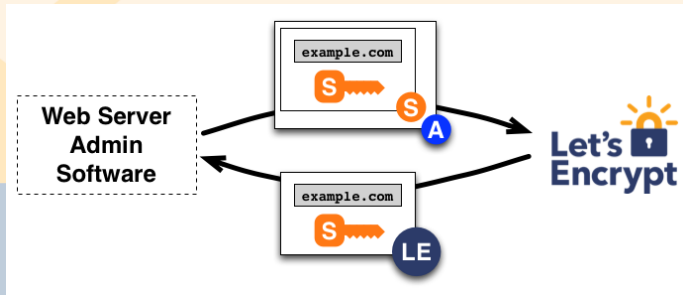 example.com
S
S
A
Web Server
Admin
Software
Let's
Encrypt
example.com
S
LE